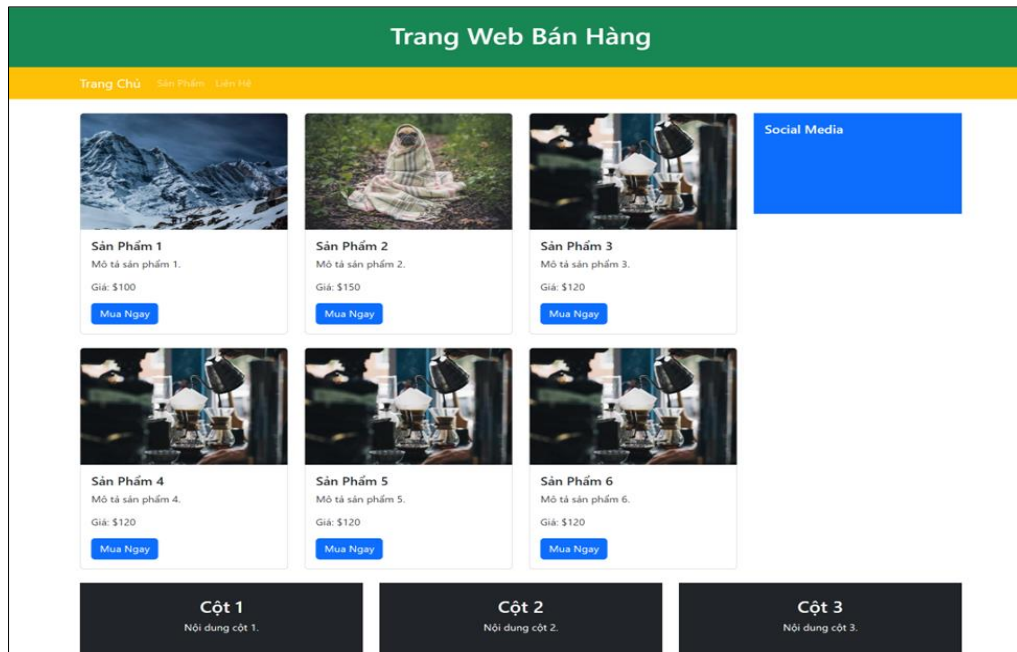 Trang Web Bán Hàng
Trang Chủ Sản Phẩm Liên Hệ
Sản Phẩm 1
Mô tả sản phẩm 1.
Giá: $100
Mua Ngay
Sản Phẩm 2
Mô tả sản phẩm 2.
Giá: $150
Mua Ngay
Sản Phẩm 3
Mô tả sản phẩm 3.
Giá: $120
Mua Ngay
Social Media
Sản Phẩm 4
Mô tả sản phẩm 4.
Giá: $120
Mua Ngay
Sản Phẩm 5
Mô tả sản phẩm 5.
Giá: $120
Mua Ngay
Sản Phẩm 6
Mô tả sản phẩm 6.
Giá: $120
Mua Ngay
Cột 1
Nội dung cột 1.
Cột 2
Nội dung cột 2.
Cột 3
Nội dung cột 3.